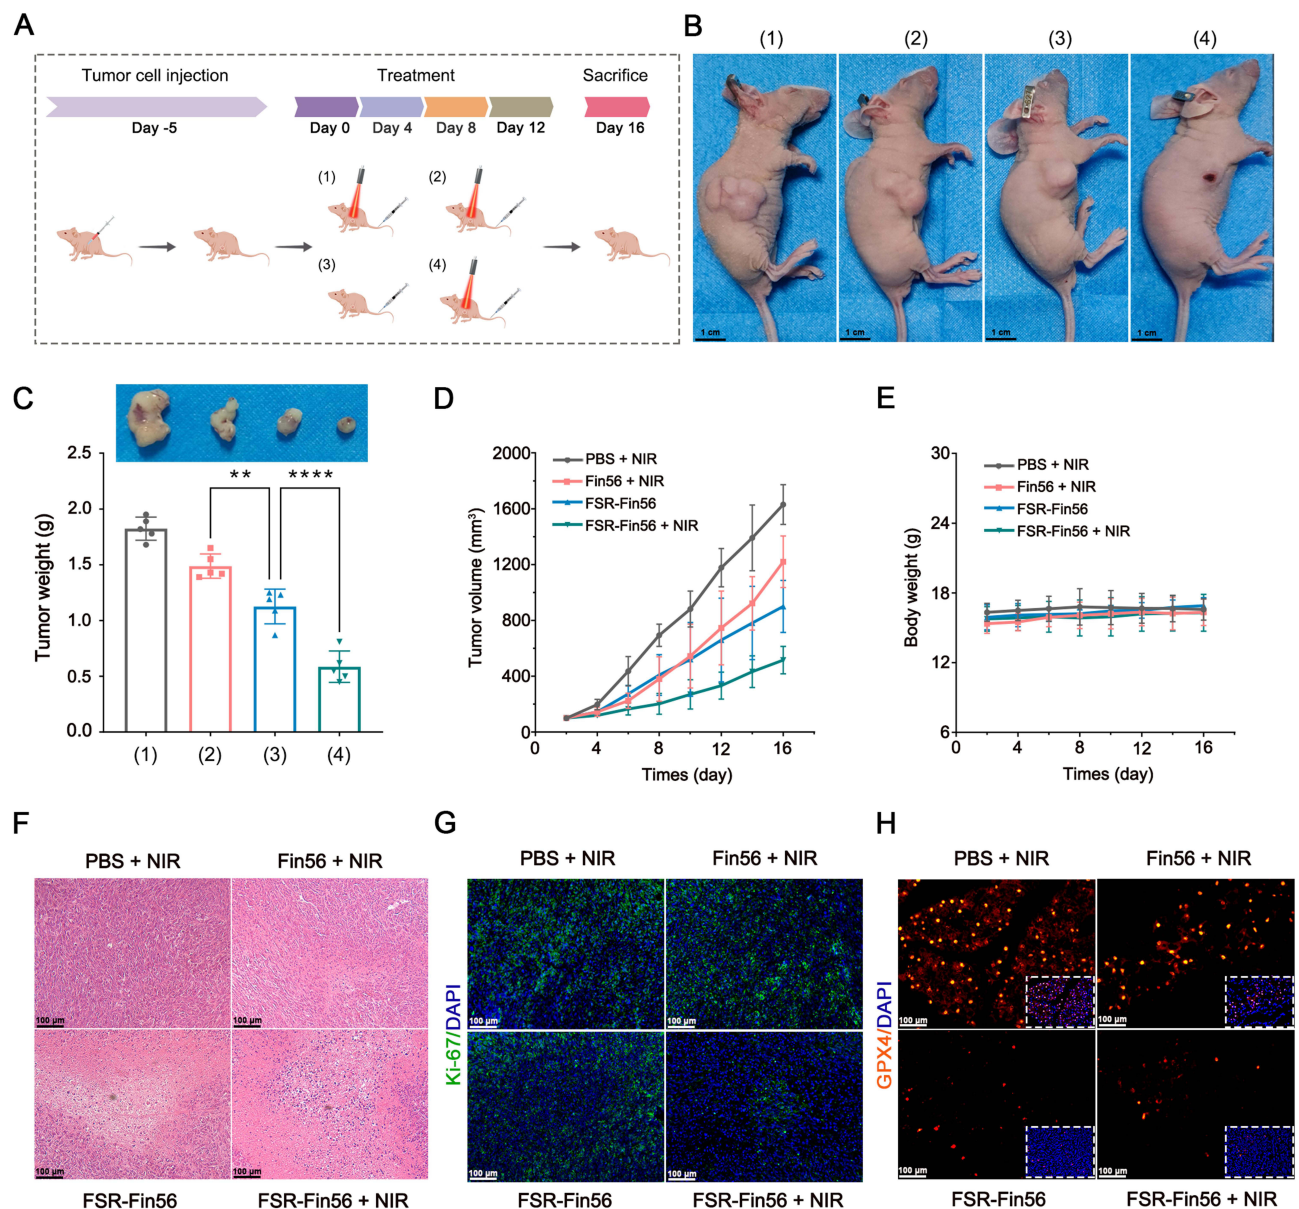 A
Tumor cell injection
Treatment
Sacrifice
Day -5
Day 0
Day 4
Day 8
Day 12
Day 16
(1)
(2)
(3)
(4)
B
(1)
(2)
(3)
(4)
1 cm
1 cm
1 cm
1 cm
C
Tumor weight (g)
2.5
2.0
1.5
1.0
0.5
0.0
**
****
(1)
(2)
(3)
(4)
D
Tumor volume (mm³)
2000
1600
1200
800
400
0
PBS + NIR
Fin56 + NIR
FSR-Fin56
FSR-Fin56 + NIR
0
4
8
12
16
Times (day)
E
Body weight (g)
30
24
18
12
6
PBS + NIR
Fin56 + NIR
FSR-Fin56
FSR-Fin56 + NIR
0
4
8
12
16
Times (day)
F
PBS + NIR
Fin56 + NIR
100 μm
100 μm
100 μm
100 μm
FSR-Fin56
FSR-Fin56 + NIR
G
PBS + NIR
Fin56 + NIR
Ki-67/DAPI
100 μm
100 μm
100 μm
100 μm
FSR-Fin56
FSR-Fin56 + NIR
H
PBS + NIR
Fin56 + NIR
GPX4/DAPI
100 μm
100 μm
100 μm
100 μm
FSR-Fin56
FSR-Fin56 + NIR